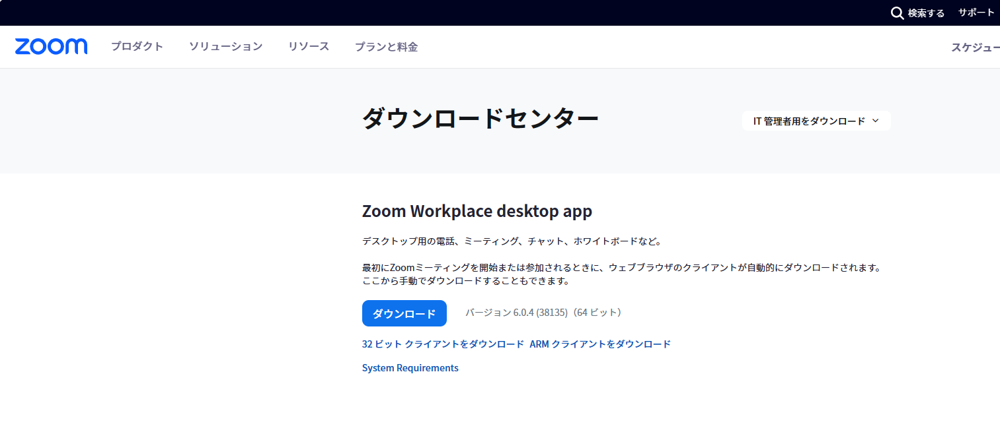 検索する サポート
zoom プロダクト ソリューション リソース プランと料金 スケジュー
ダウンロードセンター
IT 管理者用をダウンロード
Zoom Workplace desktop app
デスクトップ用の電話、ミーティング、チャット、ホワイトボードなど。
最初にZoomミーティングを開始または参加されるときに、ウェブブラウザのクライアントが自動的にダウンロードされます。
ここから手動でダウンロードすることもできます。
ダウンロード バージョン 6.0.4 (38135)（64 ビット）
32 ビット クライアントをダウンロード ARM クライアントをダウンロード
System Requirements